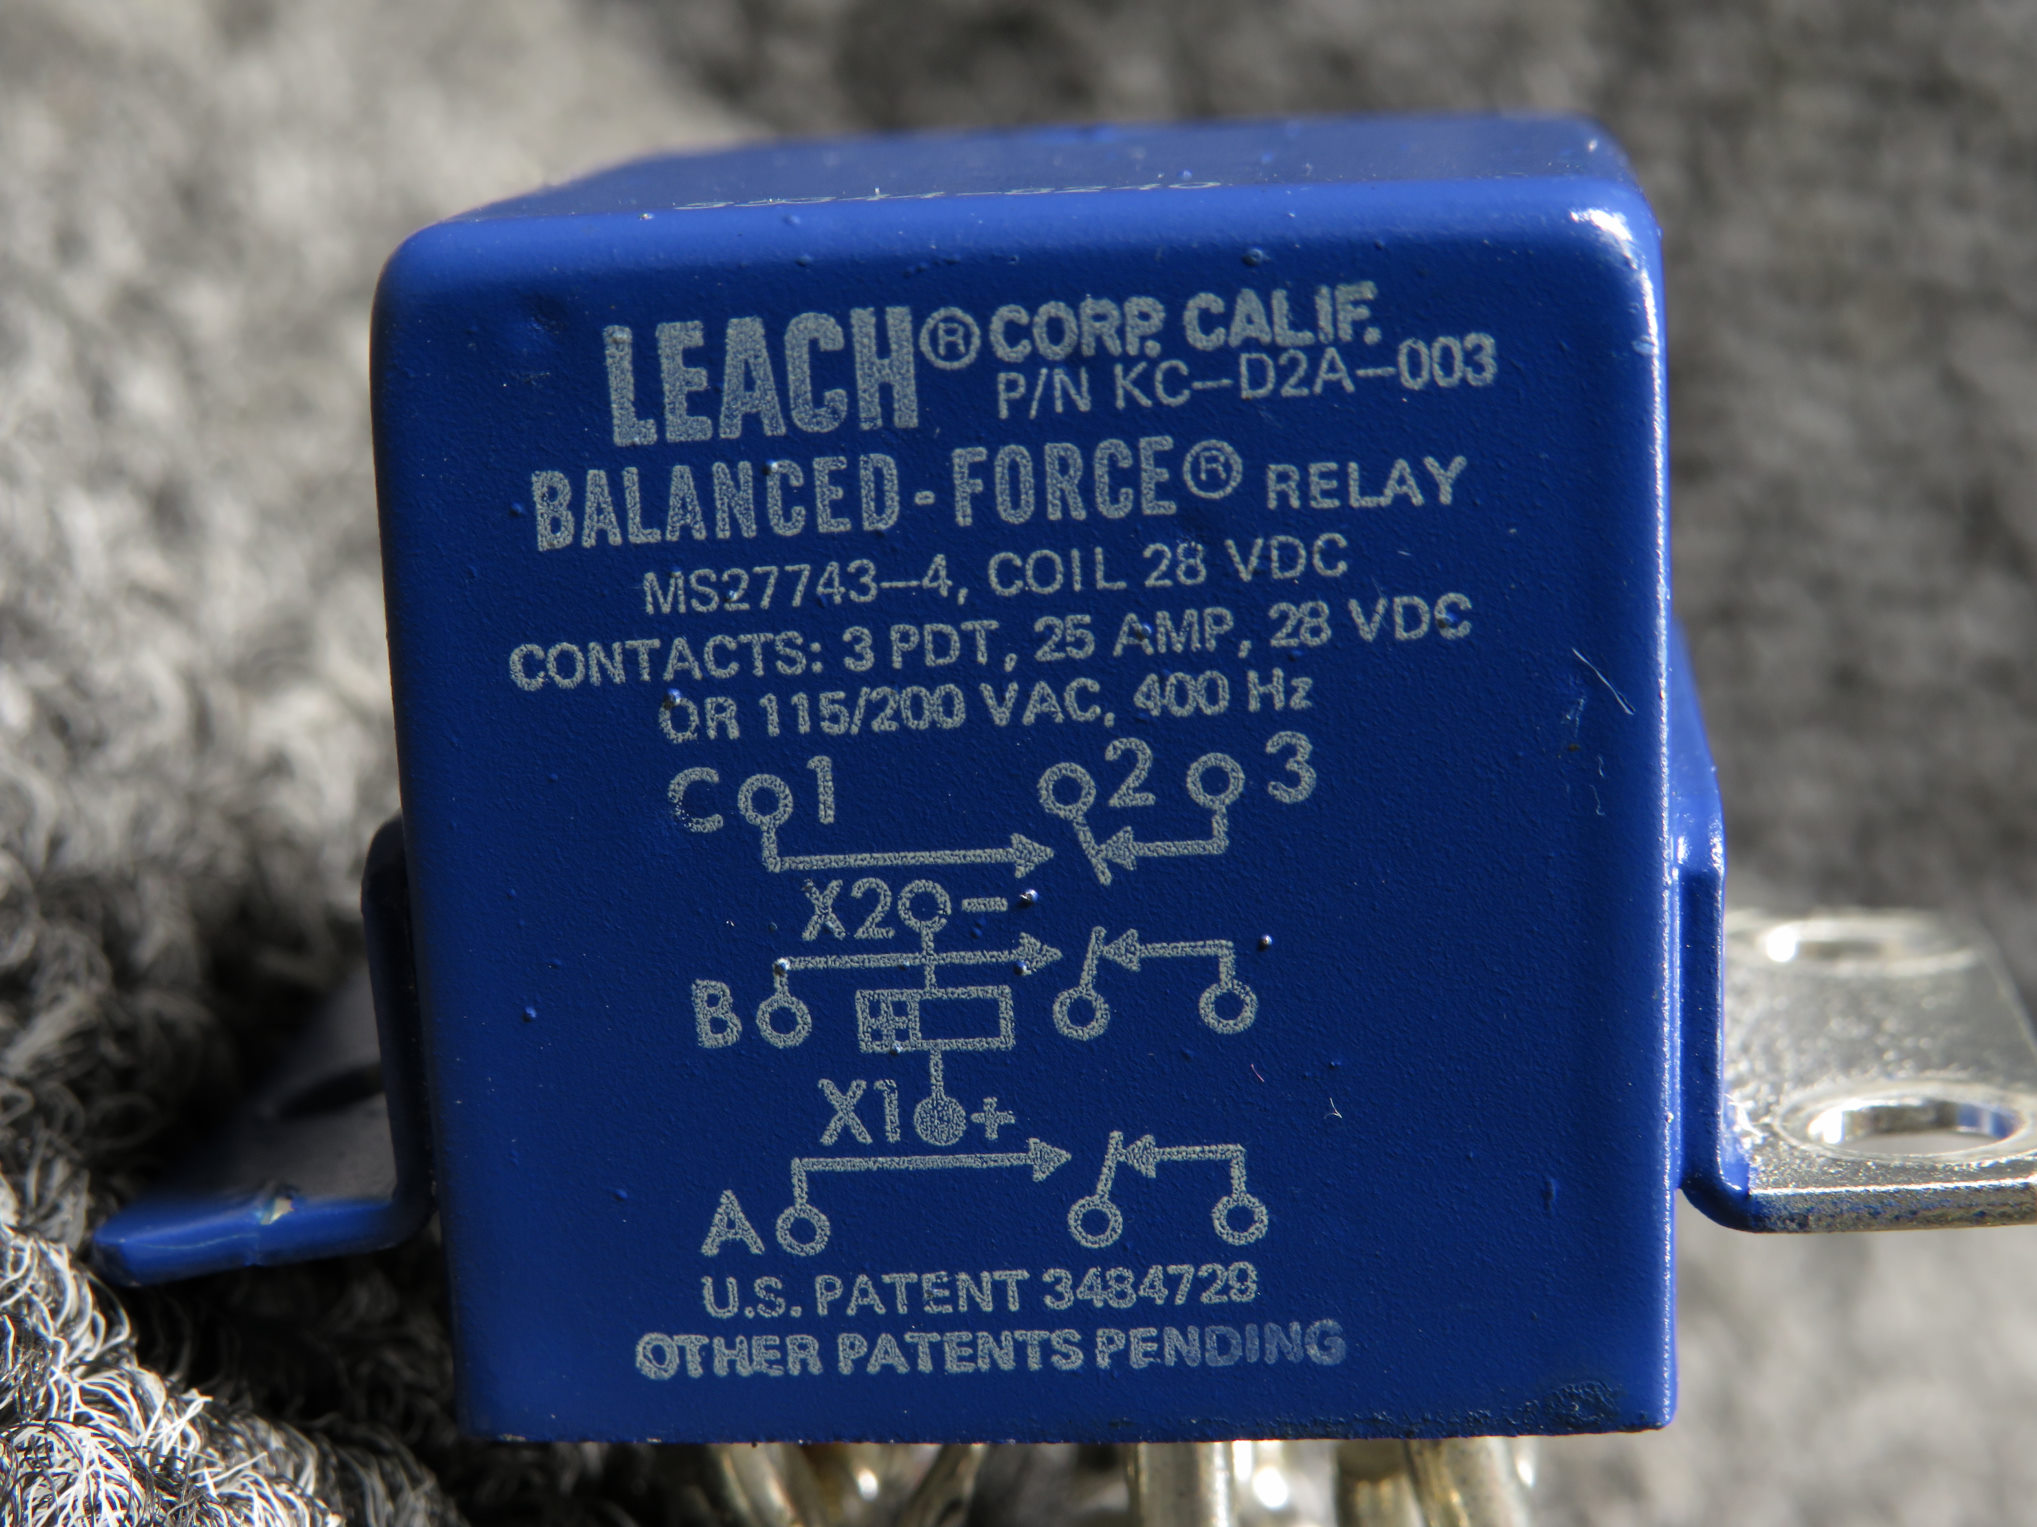 LEACH® CORP. CALIF.
P/N KC-D2A-003
BALANCED-FORCE® RELAY
MS27743-4, COIL 28 VDC
CONTACTS: 3 PDT, 25 AMP, 28 VDC
OR 115/200 VAC, 400 Hz
C 1 2 3
X2 -
B
X1 +
A
U.S. PATENT 3484729
OTHER PATENTS PENDING